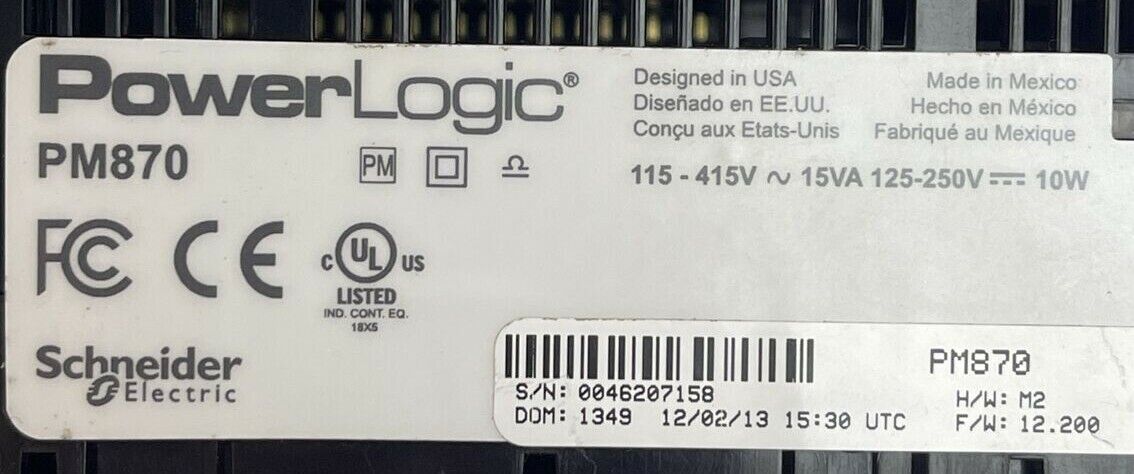 PowerLogic®
PM870
PM
Designed in USA
Diseñado en EE.UU.
Conçu aux Etats-Unis
Made in Mexico
Hecho en México
Fabriqué au Mexique
115 - 415V ∿ 15VA 125-250V ⎓ 10W
FC CE
C UL US
LISTED
IND. CONT. EQ.
18X5
Schneider
Electric
PM870
S/N: 0046207158
H/W: M2
DOM: 1349 12/02/13 15:30 UTC
F/W: 12.200